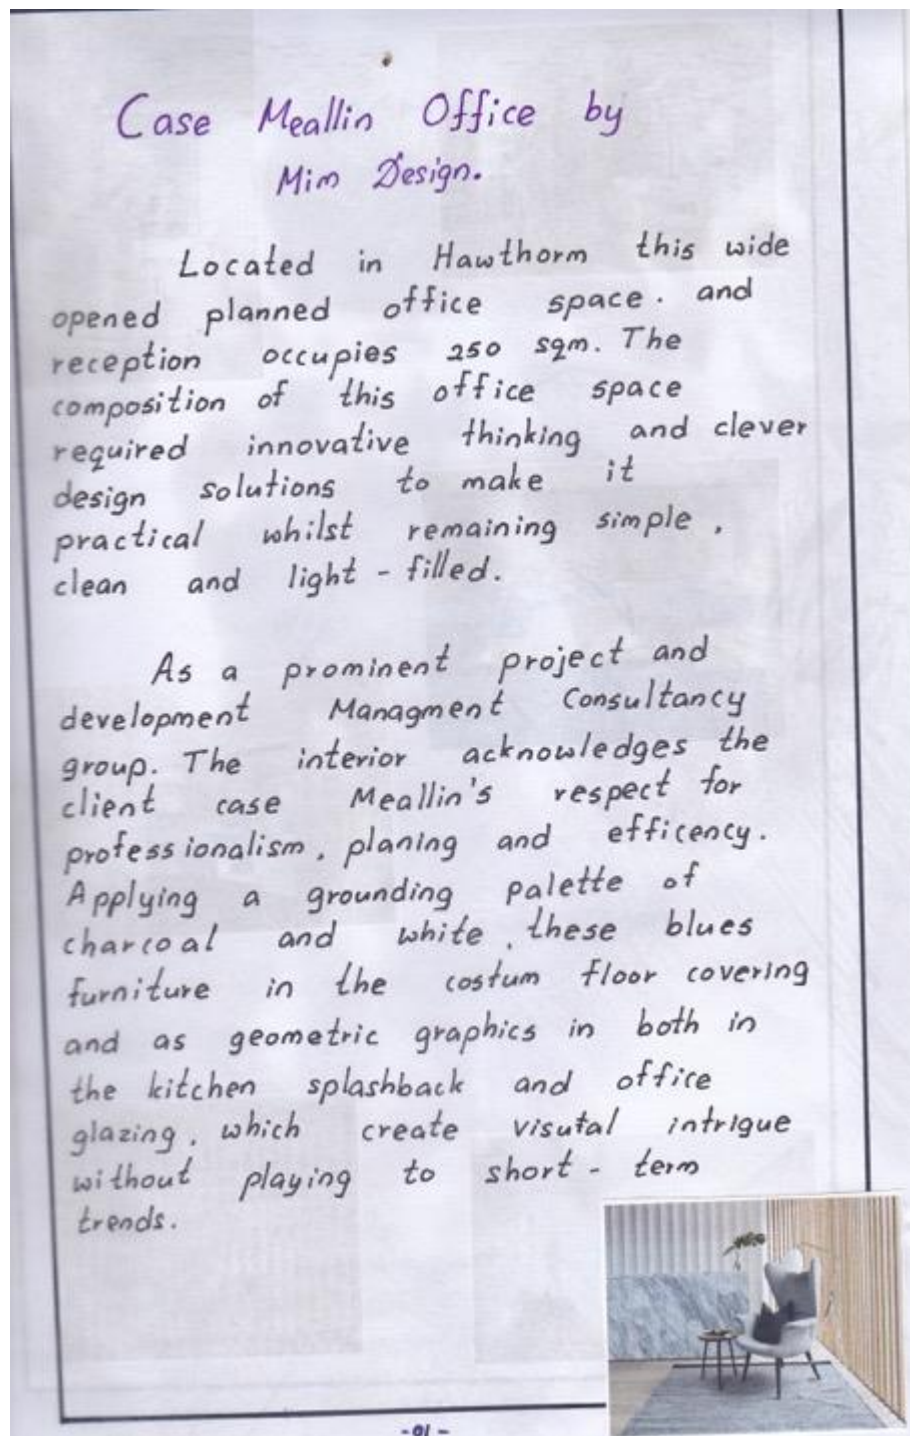 Case Meallin Office by
Mim Design.
Located in Hawthorm this wide
opened planned office space. and
reception occupies 250 sqm. The
composition of this office space
required innovative thinking and clever
design solutions to make it
practical whilst remaining simple,
clean and light-filled.
As a prominent project and
development Managment Consultancy
group. The interior acknowledges the
client case Meallin's respect for
professionalism, planing and efficency.
Applying a grounding palette of
charcoal and white, these blues
furniture in the costum floor covering
and as geometric graphics in both in
the kitchen splashback and office
glazing, which create visutal intrigue
without playing to short-term
trends.
-91-